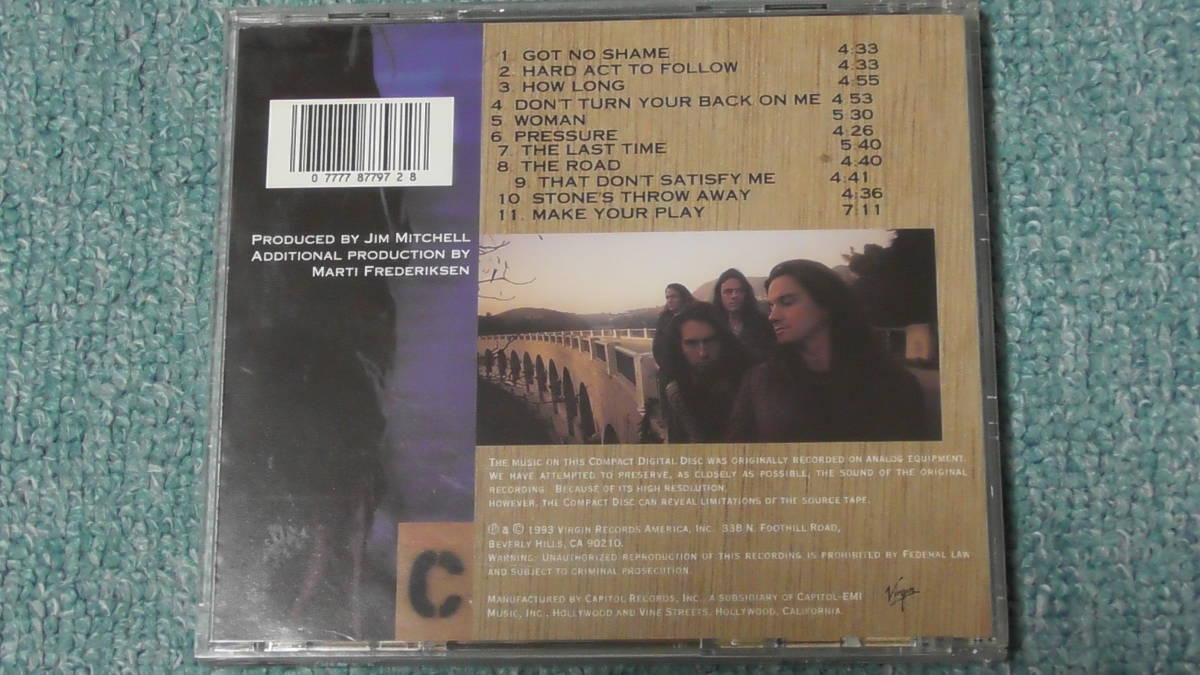 1 GOT NO SHAME 4:33
2. HARD ACT TO FOLLOW 4:33
3. HOW LONG 4:55
4 DON'T TURN YOUR BACK ON ME 4:53
5 WOMAN 5:30
6 PRESSURE 4:26
7. THE LAST TIME 5:40
8. THE ROAD 4:40
9. THAT DON'T SATISFY ME 4:41
10 STONE'S THROW AWAY 4:36
11. MAKE YOUR PLAY 7:11
0 7777 87797 2 8
PRODUCED BY JIM MITCHELL
ADDITIONAL PRODUCTION BY
MARTI FREDERIKSEN
THE MUSIC ON THIS COMPACT DIGITAL DISC WAS ORIGINALLY RECORDED ON ANALOG EQUIPMENT.
WE HAVE ATTEMPTED TO PRESERVE, AS CLOSELY AS POSSIBLE, THE SOUND OF THE ORIGINAL
RECORDING. BECAUSE OF ITS HIGH RESOLUTION,
HOWEVER, THE COMPACT DISC CAN REVEAL LIMITATIONS OF THE SOURCE TAPE.
℗ a © 1993 VIRGIN RECORDS AMERICA, INC. 338 N. FOOTHILL ROAD,
BEVERLY HILLS, CA 90210.
WARNING: UNAUTHORIZED REPRODUCTION OF THIS RECORDING IS PROHIBITED BY FEDERAL LAW
AND SUBJECT TO CRIMINAL PROSECUTION.
MANUFACTURED BY CAPITOL RECORDS, INC., A SUBSIDIARY OF CAPITOL-EMI
MUSIC, INC., HOLLYWOOD AND VINE STREETS, HOLLYWOOD, CALIFORNIA.
C
Virgin